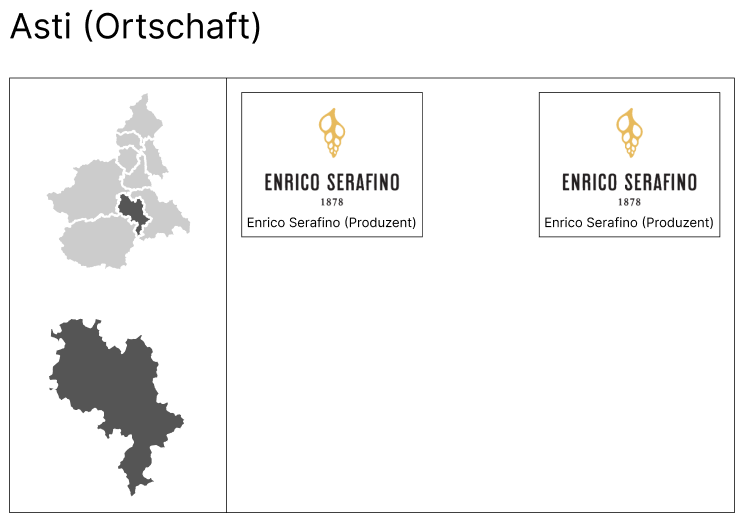 Asti (Ortschaft)
ENRICO SERAFINO
1878
Enrico Serafino (Produzent)
ENRICO SERAFINO
1878
Enrico Serafino (Produzent)